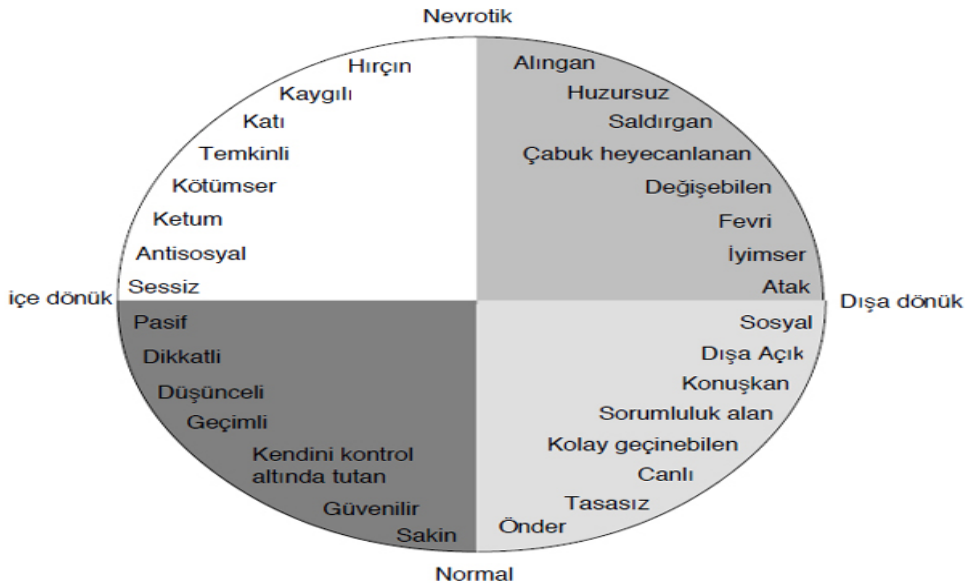 Nevrotik
Hırçın
Kaygılı
Katı
Temkinli
Kötümser
Ketum
Antisosyal
Sessiz
Alıngan
Huzursuz
Saldırgan
Çabuk heyecanlanan
Değişebilen
Fevri
İyimser
Atak
içe dönük
Dışa dönük
Pasif
Dikkatli
Düşünceli
Geçimli
Kendini kontrol
altında tutan
Güvenilir
Sakin
Sosyal
Dışa Açık
Konuşkan
Sorumluluk alan
Kolay geçinebilen
Canlı
Tasasız
Önder
Normal